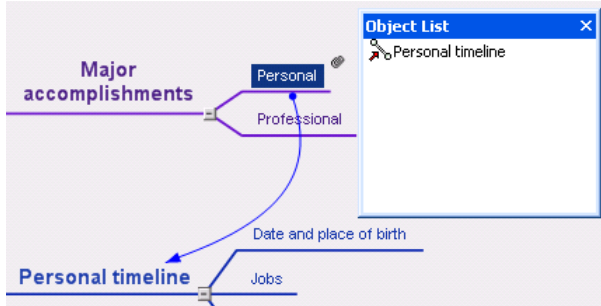 Object List
Personal timeline
Major
accomplishments
Personal
Professional
Date and place of birth
Personal timeline
Jobs